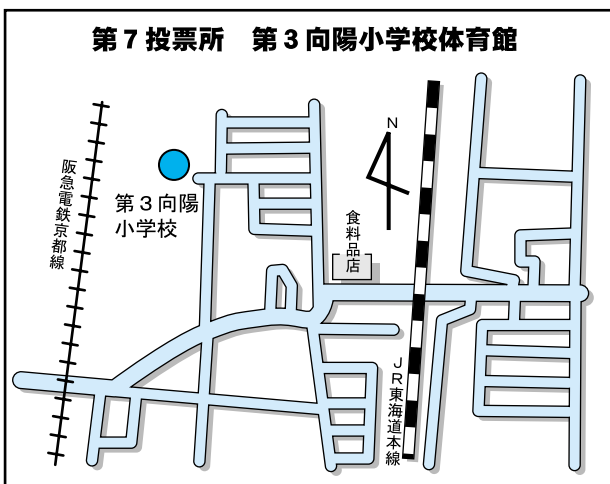 第7投票所　第3向陽小学校体育館
N
阪急電鉄京都線
第3向陽
小学校
食料品店
JR東海道本線